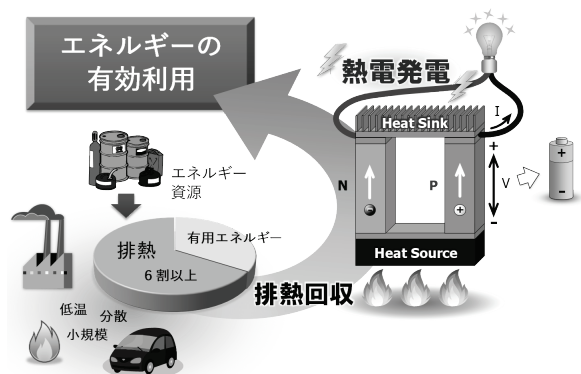 エネルギーの
有効利用
熱電発電
Heat Sink
I
+
N
P
V
+
-
-
+
-
Heat Source
エネルギー
資源
排熱
6割以上
有用エネルギー
排熱回収
低温
分散
小規模